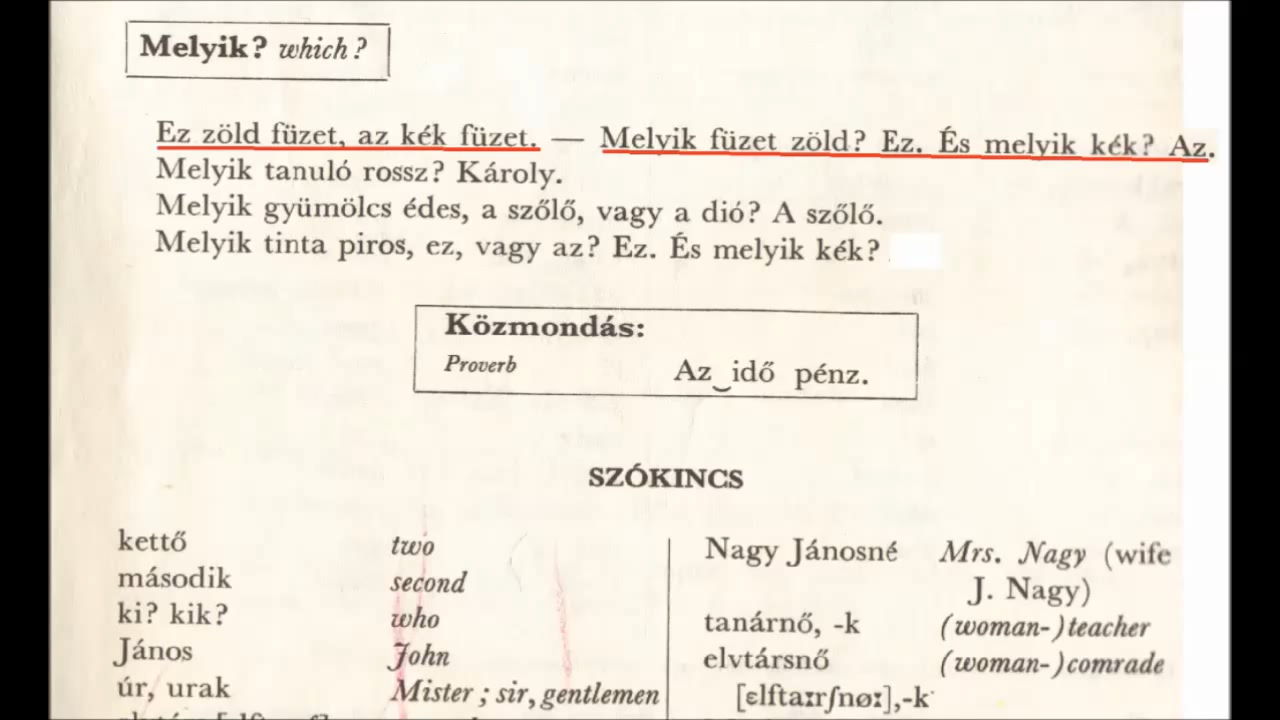 Melyik? which?
Ez zöld füzet, az kék füzet. — Melyik füzet zöld? Ez. És melyik kék? Az.
Melyik tanuló rossz? Károly.
Melyik gyümölcs édes, a szőlő, vagy a dió? A szőlő.
Melyik tinta piros, ez, vagy az? Ez. És melyik kék?
Közmondás:
Proverb Az‿idő pénz.
SZÓKINCS
kettő two
második second
ki? kik? who
János John
úr, urak Mister ; sir, gentlemen
Nagy Jánosné Mrs. Nagy (wife
J. Nagy)
tanárnő, -k (woman-)teacher
elvtársnő (woman-)comrade
[ɛlftaɪrʃnøɪ],-k